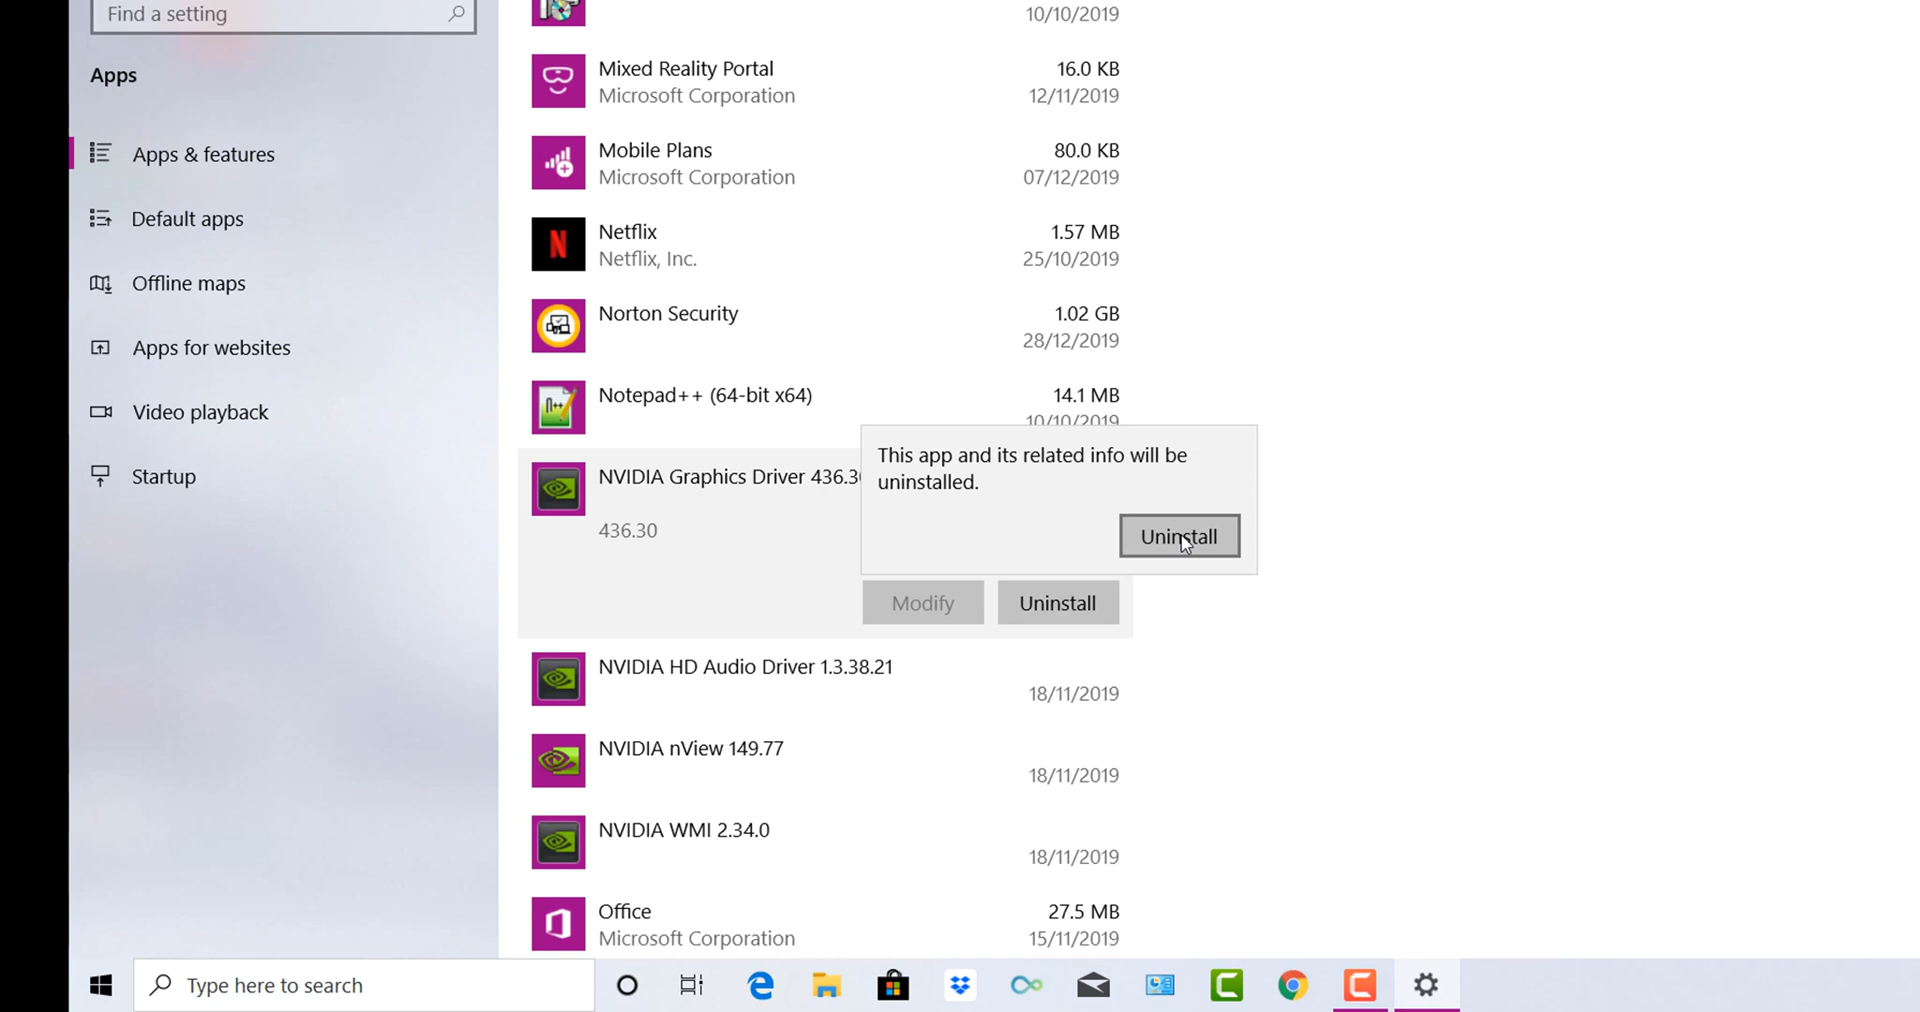 Find a setting
Apps
Apps & features
Default apps
Offline maps
Apps for websites
Video playback
Startup
10/10/2019
Mixed Reality Portal 16.0 KB
Microsoft Corporation 12/11/2019
Mobile Plans 80.0 KB
Microsoft Corporation 07/12/2019
Netflix 1.57 MB
Netflix, Inc. 25/10/2019
Norton Security 1.02 GB
28/12/2019
Notepad++ (64-bit x64) 14.1 MB
10/10/2019
NVIDIA Graphics Driver 436.30
436.30
This app and its related info will be
uninstalled.
Uninstall
Modify Uninstall
NVIDIA HD Audio Driver 1.3.38.21
18/11/2019
NVIDIA nView 149.77
18/11/2019
NVIDIA WMI 2.34.0
18/11/2019
Office 27.5 MB
Microsoft Corporation 15/11/2019
Type here to search